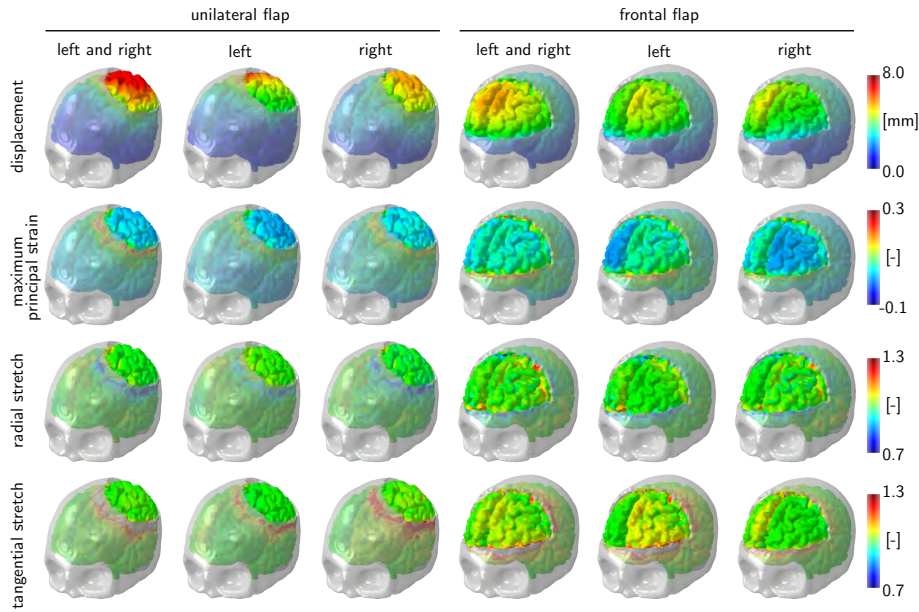 unilateral flap
frontal flap
left and right
left
right
left and right
left
right
displacement
8.0
[mm]
0.0
maximum
principal strain
0.3
[-]
-0.1
radial stretch
1.3
[-]
0.7
tangential stretch
1.3
[-]
0.7